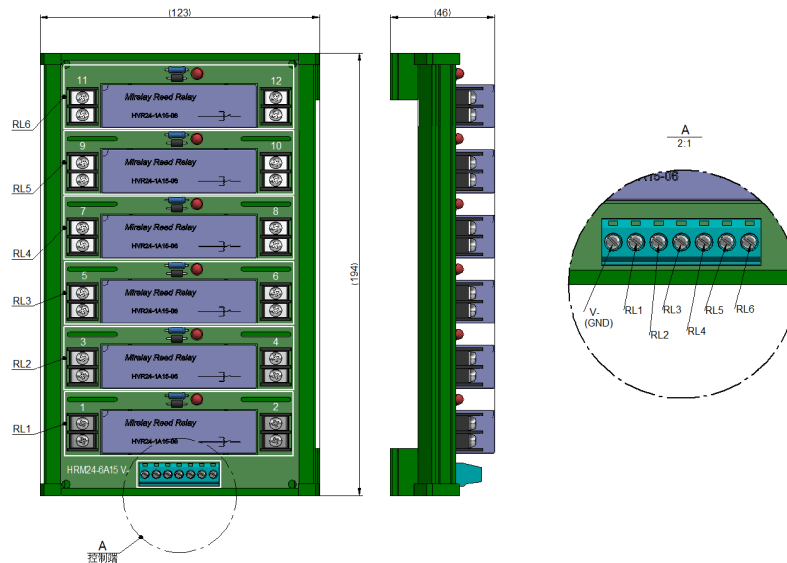 (123)
(46)
11
12
Mirelay Reed Relay
HVR24-1A15-06
RL6
9
10
Mirelay Reed Relay
HVR24-1A15-06
RL5
7
8
Mirelay Reed Relay
HVR24-1A15-06
RL4
5
6
Mirelay Reed Relay
HVR24-1A15-06
RL3
3
4
Mirelay Reed Relay
HVR24-1A15-06
RL2
1
2
Mirelay Reed Relay
HVR24-1A15-06
RL1
HRM24-6A15 V-
A
控制端
(194)
A
2:1
A15-06
V-
(GND)
RL1
RL2
RL3
RL4
RL5
RL6